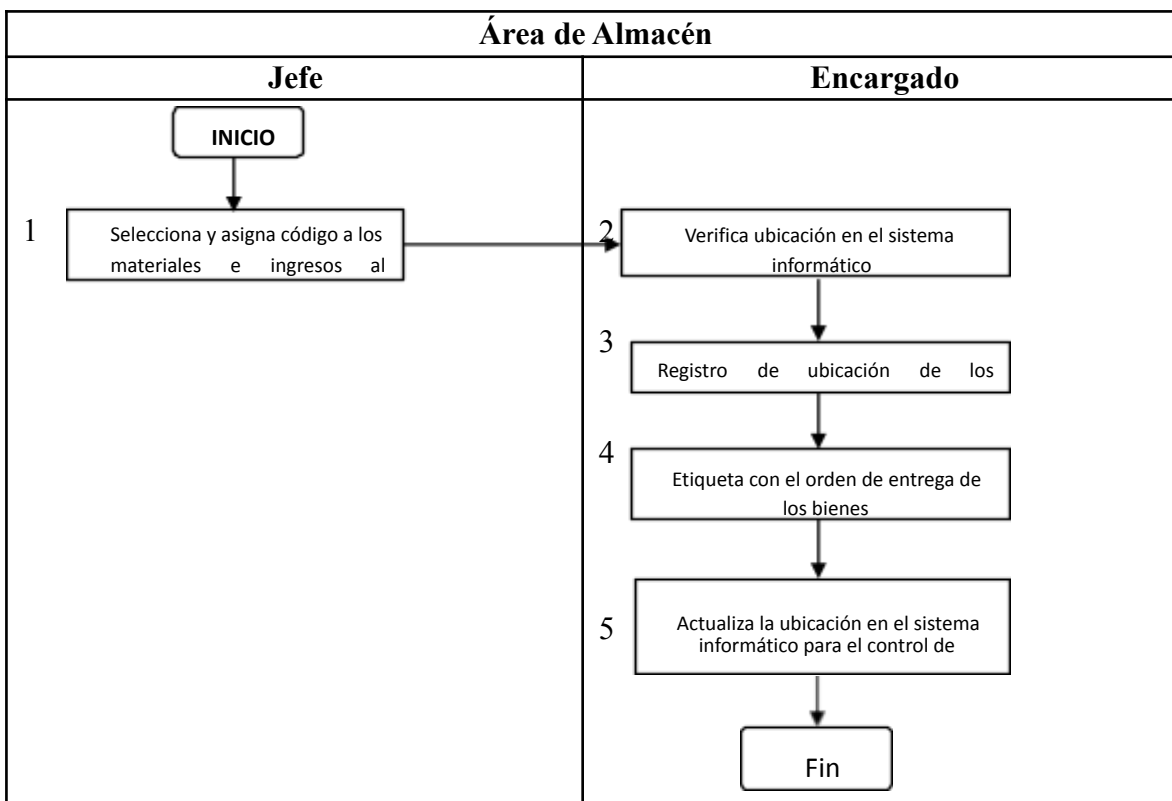 Área de Almacén
Jefe
Encargado
INICIO
1
Selecciona y asigna código a los
materiales e ingresos al
2
Verifica ubicación en el sistema
informático
3
Registro de ubicación de los
4
Etiqueta con el orden de entrega de
los bienes
5
Actualiza la ubicación en el sistema
informático para el control de
Fin